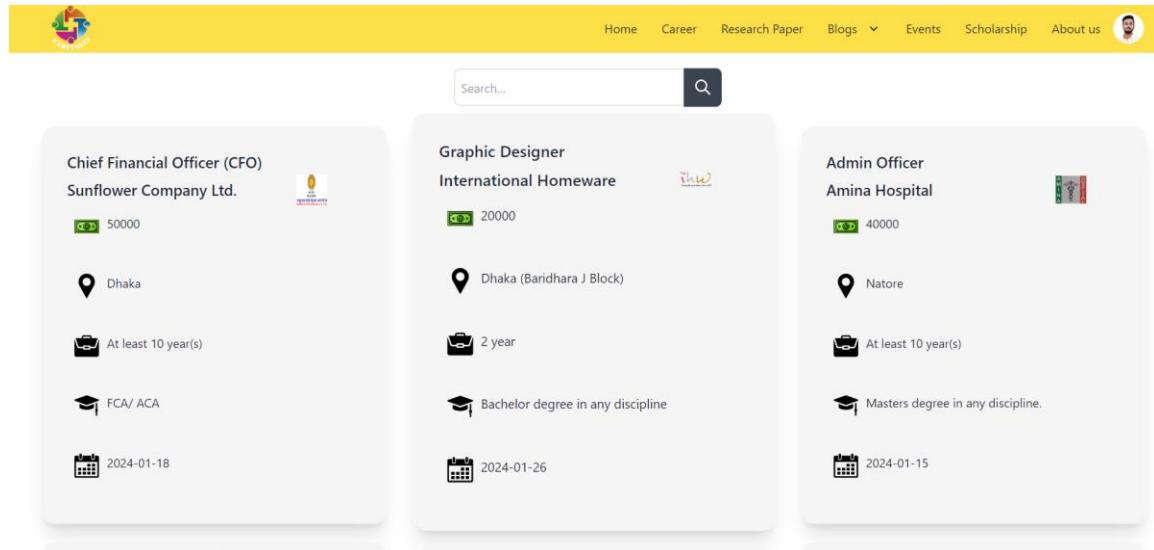 Home Career Research Paper Blogs Events Scholarship About us
Search...
Chief Financial Officer (CFO)
Sunflower Company Ltd.
50000
Dhaka
At least 10 year(s)
FCA/ ACA
2024-01-18
Graphic Designer
International Homeware
ihw
20000
Dhaka (Baridhara J Block)
2 year
Bachelor degree in any discipline
2024-01-26
Admin Officer
Amina Hospital
40000
Natore
At least 10 year(s)
Masters degree in any discipline.
2024-01-15